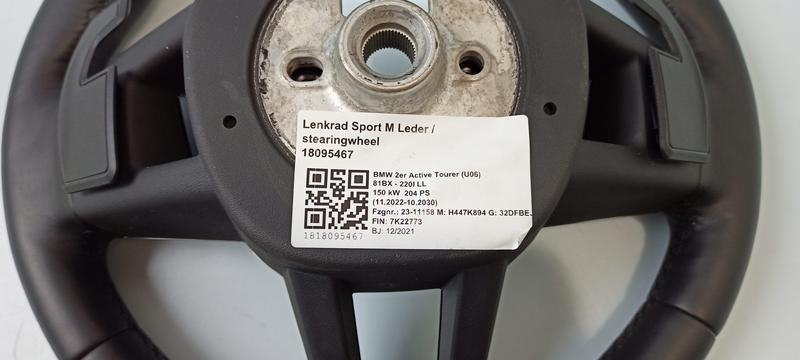 Lenkrad Sport M Leder /
stearingwheel
18095467
BMW 2er Active Tourer (U06)
81BX - 220I LL
150 kW 204 PS
(11.2022-10.2030)
Fzgnr.: 23-11158 M: H447K894 G: 32DFBEJ
FIN: 7K22773
BJ: 12/2021
1818095467